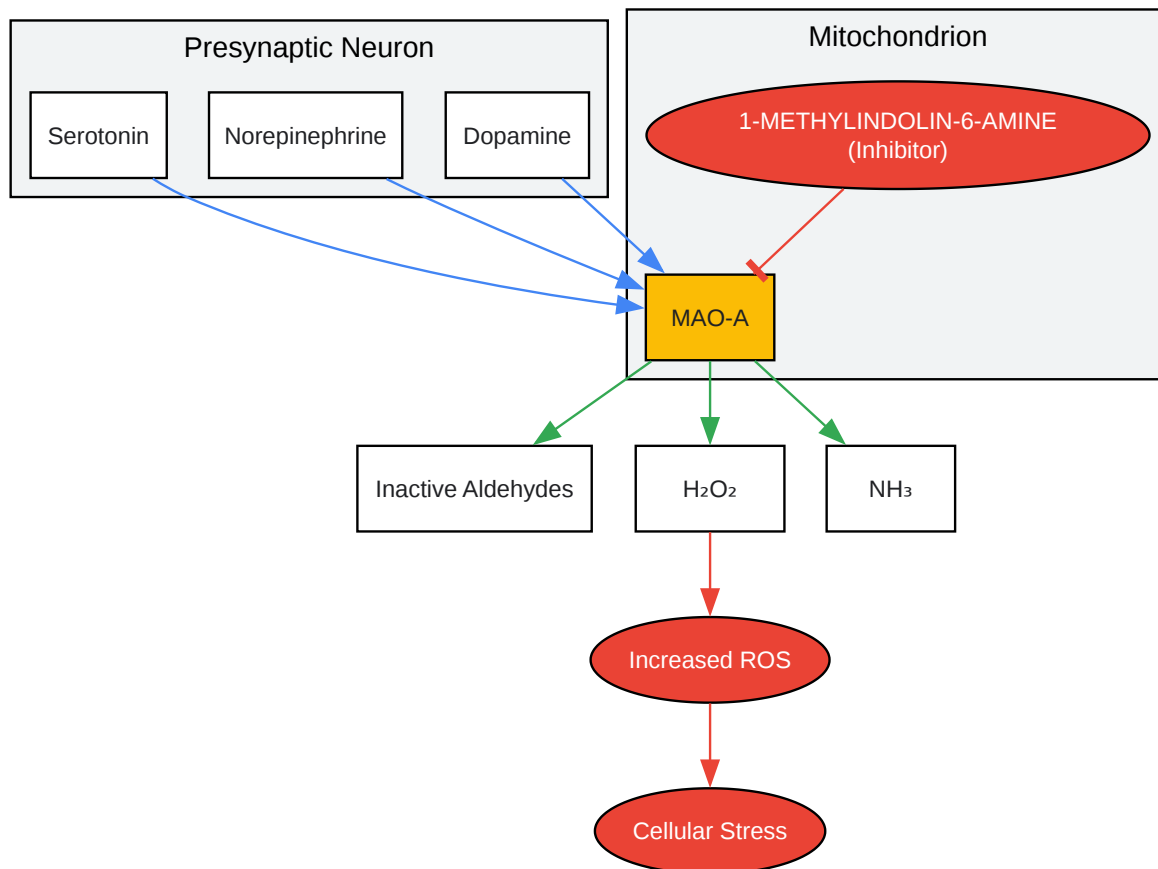 Presynaptic Neuron
Mitochondrion
Serotonin
Norepinephrine
Dopamine
1-METHYLINDOLIN-6-AMINE
(Inhibitor)
MAO-A
Inactive Aldehydes
H₂O₂
NH₃
Increased ROS
Cellular Stress